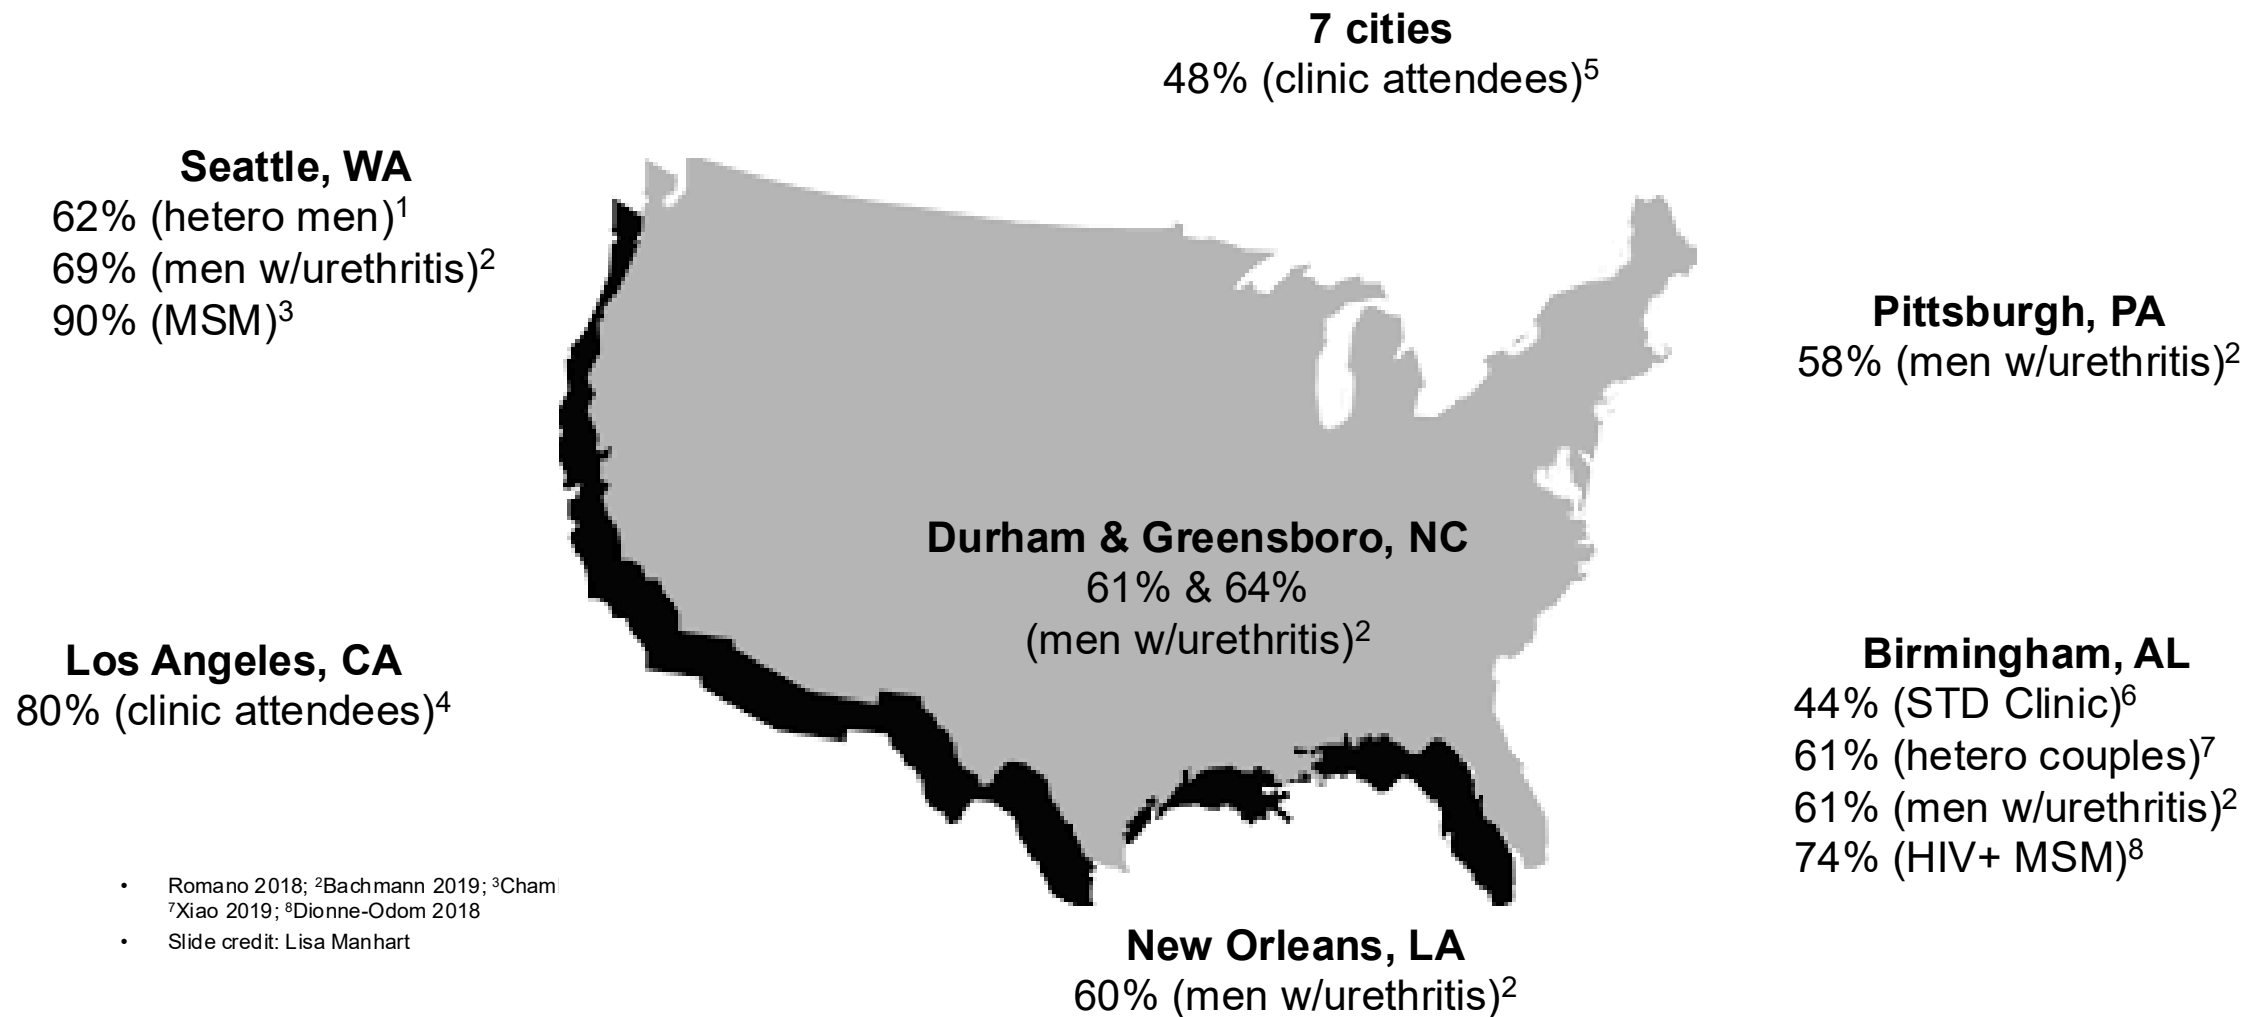 7 cities
48% (clinic attendees)⁵
Seattle, WA
62% (hetero men)¹
69% (men w/urethritis)²
90% (MSM)³
Pittsburgh, PA
58% (men w/urethritis)²
Durham & Greensboro, NC
61% & 64%
(men w/urethritis)²
Los Angeles, CA
80% (clinic attendees)⁴
Birmingham, AL
44% (STD Clinic)⁶
61% (hetero couples)⁷
61% (men w/urethritis)²
74% (HIV+ MSM)⁸
• Romano 2018; ²Bachmann 2019; ³Cham
⁷Xiao 2019; ⁸Dionne-Odom 2018
• Slide credit: Lisa Manhart
New Orleans, LA
60% (men w/urethritis)²